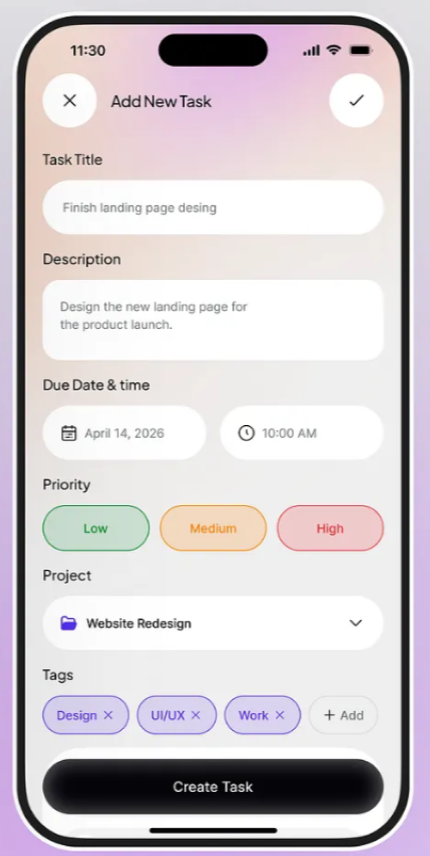 11:30
Add New Task
Task Title
Finish landing page desing
Description
Design the new landing page for
the product launch.
Due Date & time
April 14, 2026
10:00 AM
Priority
Low
Medium
High
Project
Website Redesign
Tags
Design
UI/UX
Work
+ Add
Create Task